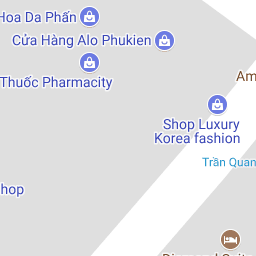 Hoa Da Phấn
Cửa Hàng Alo Phukien
Thuốc Pharmacity
Am
Shop Luxury
Korea fashion
Trần Quan
hop